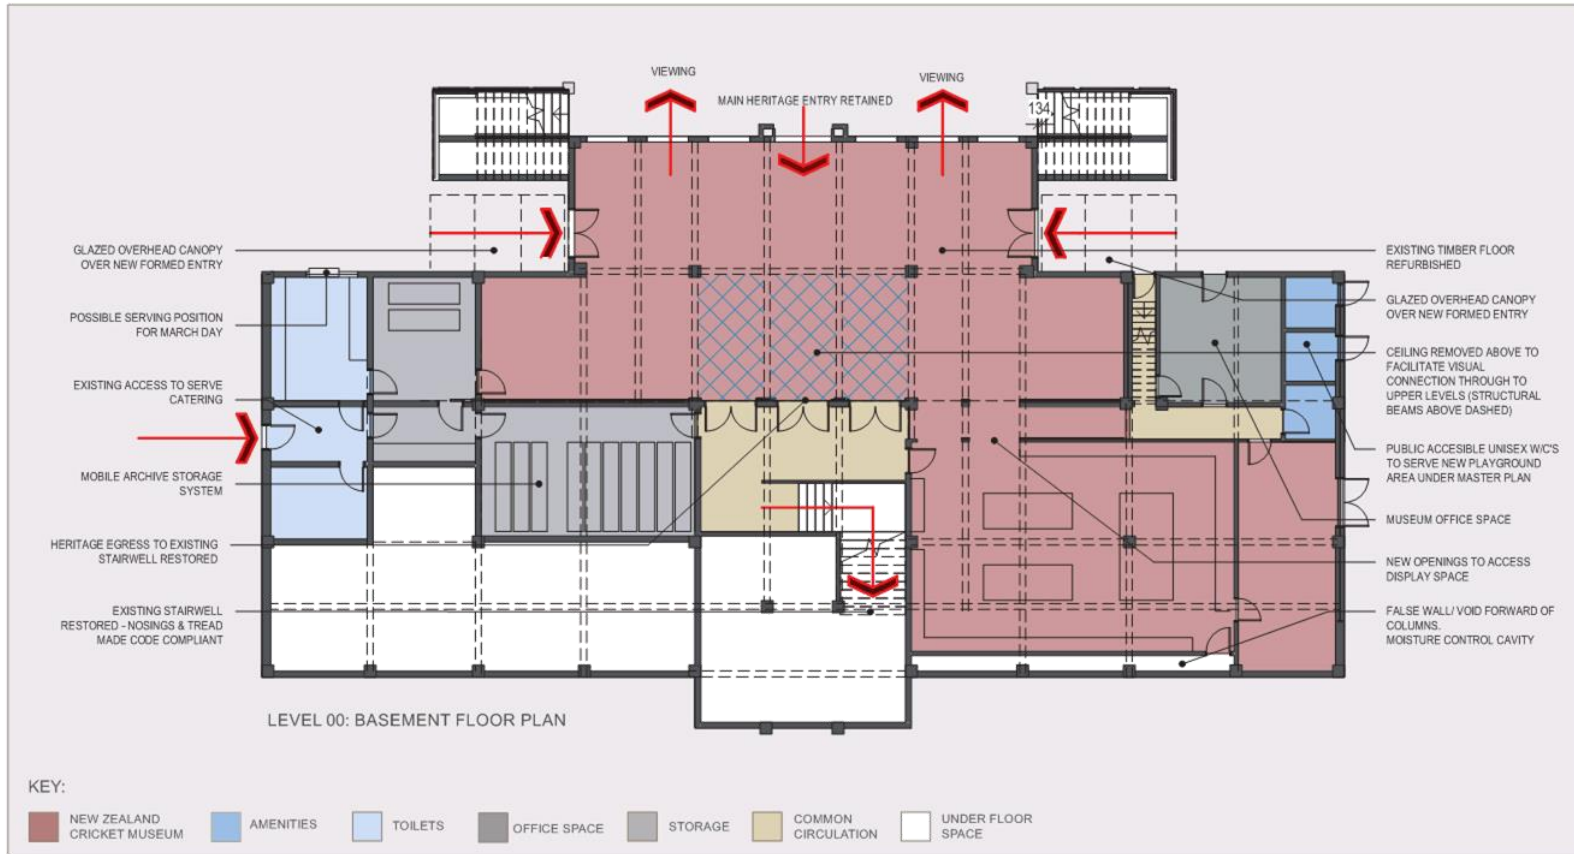 VIEWING
VIEWING
MAIN HERITAGE ENTRY RETAINED
134
GLAZED OVERHEAD CANOPY
OVER NEW FORMED ENTRY
POSSIBLE SERVING POSITION
FOR MARCH DAY
EXISTING ACCESS TO SERVE
CATERING
MOBILE ARCHIVE STORAGE
SYSTEM
HERITAGE EGRESS TO EXISTING
STAIRWELL RESTORED
EXISTING STAIRWELL
RESTORED - NOSINGS & TREAD
MADE CODE COMPLIANT
EXISTING TIMBER FLOOR
REFURBISHED
GLAZED OVERHEAD CANOPY
OVER NEW FORMED ENTRY
CEILING REMOVED ABOVE TO
FACILITATE VISUAL
CONNECTION THROUGH TO
UPPER LEVELS (STRUCTURAL
BEAMS ABOVE DASHED)
PUBLIC ACCESIBLE UNISEX W/C'S
TO SERVE NEW PLAYGROUND
AREA UNDER MASTER PLAN
MUSEUM OFFICE SPACE
NEW OPENINGS TO ACCESS
DISPLAY SPACE
FALSE WALL/ VOID FORWARD OF
COLUMNS.
MOISTURE CONTROL CAVITY
LEVEL 00: BASEMENT FLOOR PLAN
KEY:
NEW ZEALAND
CRICKET MUSEUM
AMENITIES
TOILETS
OFFICE SPACE
STORAGE
COMMON
CIRCULATION
UNDER FLOOR
SPACE